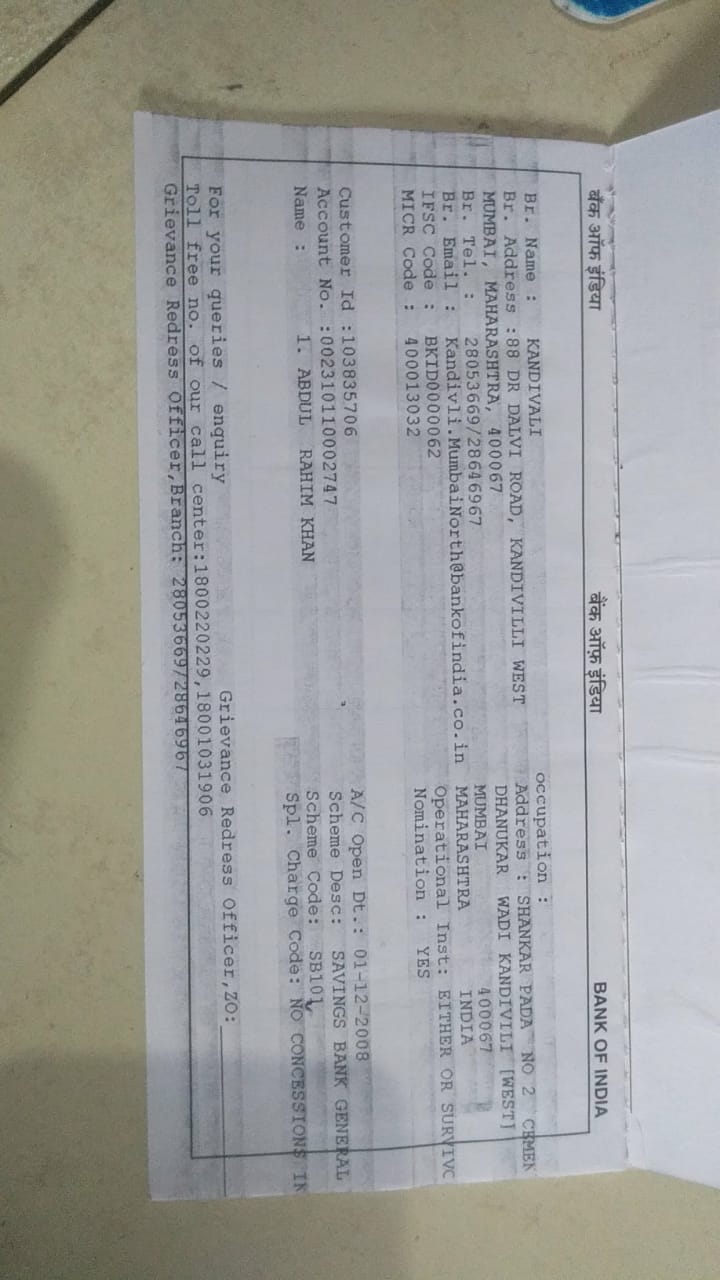 बैंक ऑफ इंडिया बैंक ऑफ़ इंडिया BANK OF INDIA
Br. Name : KANDIVALI
Br. Address :88 DR DALVI ROAD, KANDIVILLI WEST
MUMBAI, MAHARASHTRA, 400067
Br. Tel. : 28053669/28646967
Br. Email : Kandivli.MumbaiNorth@bankofindia.co.in
IFSC Code : BKID0000062
MICR Code : 400013032
occupation :
Address : SHANKAR PADA NO 2 CEMEN
DHANUKAR WADI KANDIVILI [WEST]
MUMBAI 400067
MAHARASHTRA INDIA
Operational Inst: EITHER OR SURVIVO
Nomination : YES
Customer Id :103835706
Account No. :002310110002747
Name : 1. ABDUL RAHIM KHAN
A/C Open Dt.: 01-12-2008
Scheme Desc: SAVINGS BANK GENERAL
Scheme Code: SB101
Spl. Charge Code: NO CONCESSIONS IN
For your queries / enquiry Grievance Redress Officer,ZO:
Toll free no. of our call center:1800220229,18001031906
Grievance Redress Officer,Branch: 28053669/28646967